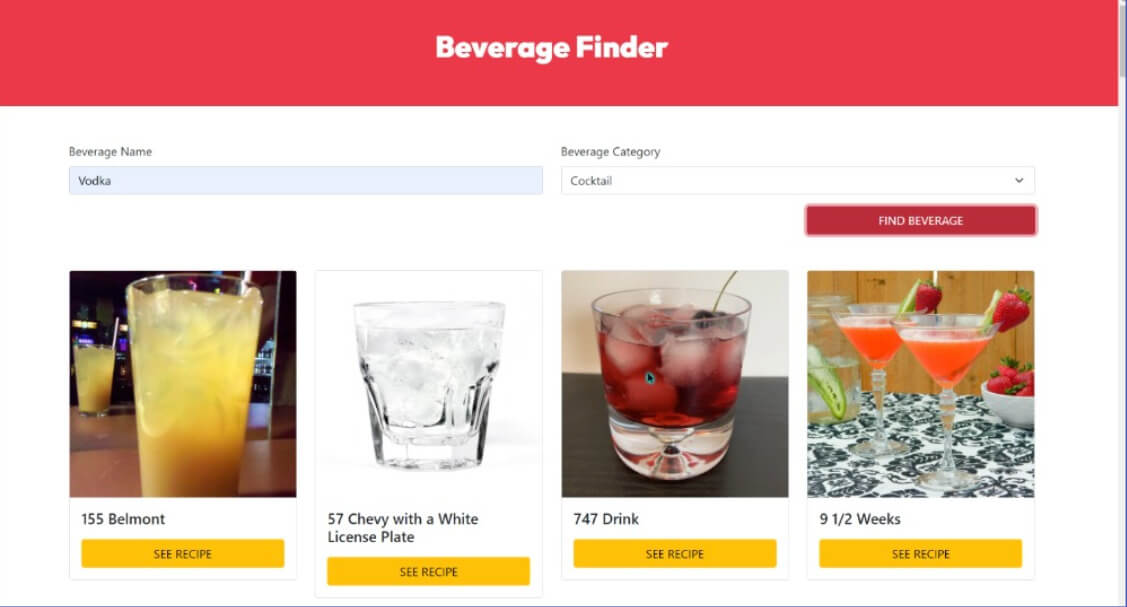 Beverage Finder
Beverage Name
Beverage Category
Vodka
Cocktail
FIND BEVERAGE
155 Belmont
SEE RECIPE
57 Chevy with a White
License Plate
SEE RECIPE
747 Drink
SEE RECIPE
9 1/2 Weeks
SEE RECIPE